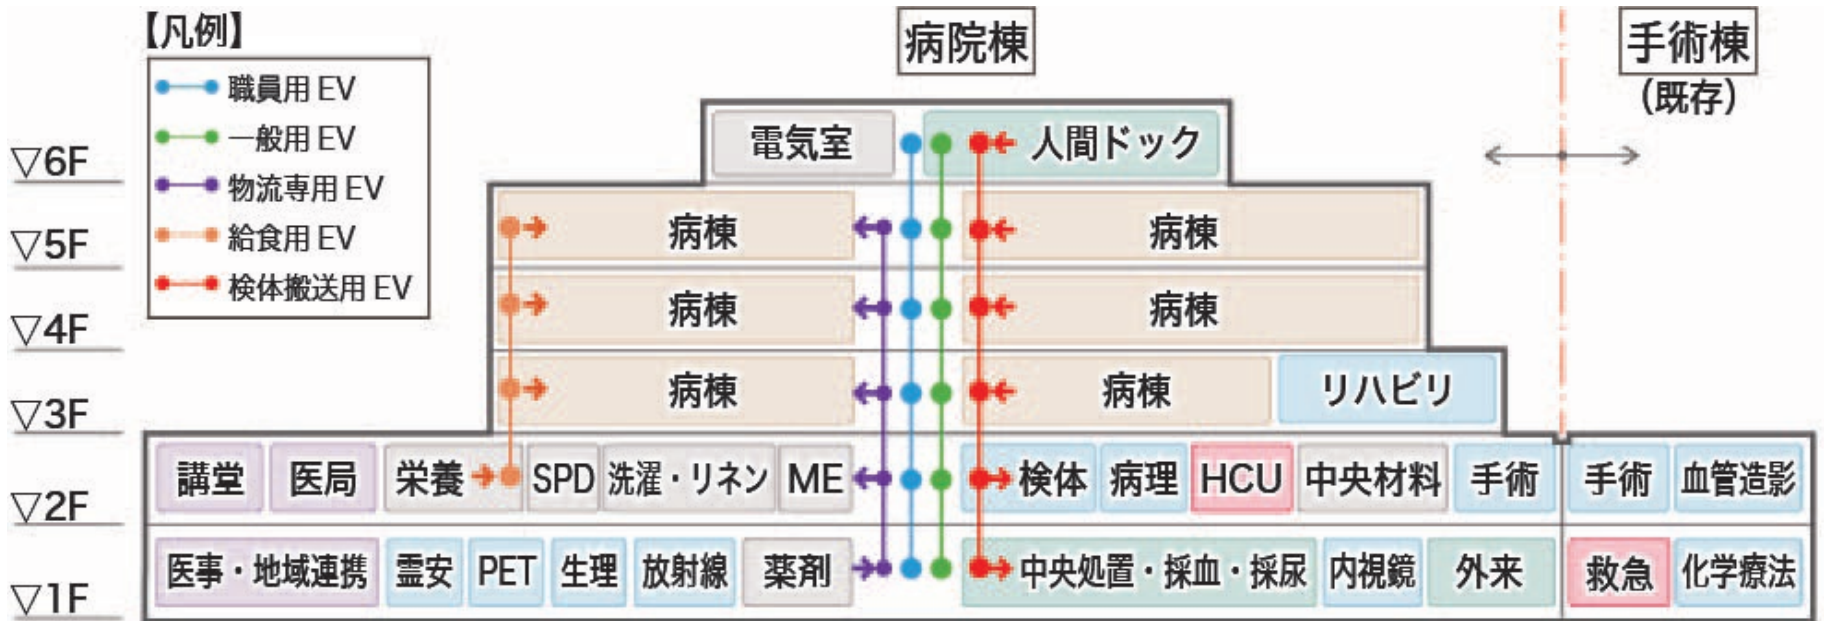 【凡例】
職員用 EV
一般用 EV
物流専用 EV
給食用 EV
検体搬送用 EV
病院棟
手術棟
（既存）
▽6F
電気室
人間ドック
▽5F
病棟
病棟
▽4F
病棟
病棟
▽3F
病棟
病棟
リハビリ
▽2F
講堂
医局
栄養
SPD
洗濯・リネン
ME
検体
病理
HCU
中央材料
手術
手術
血管造影
▽1F
医事・地域連携
霊安
PET
生理
放射線
薬剤
中央処置・採血・採尿
内視鏡
外来
救急
化学療法